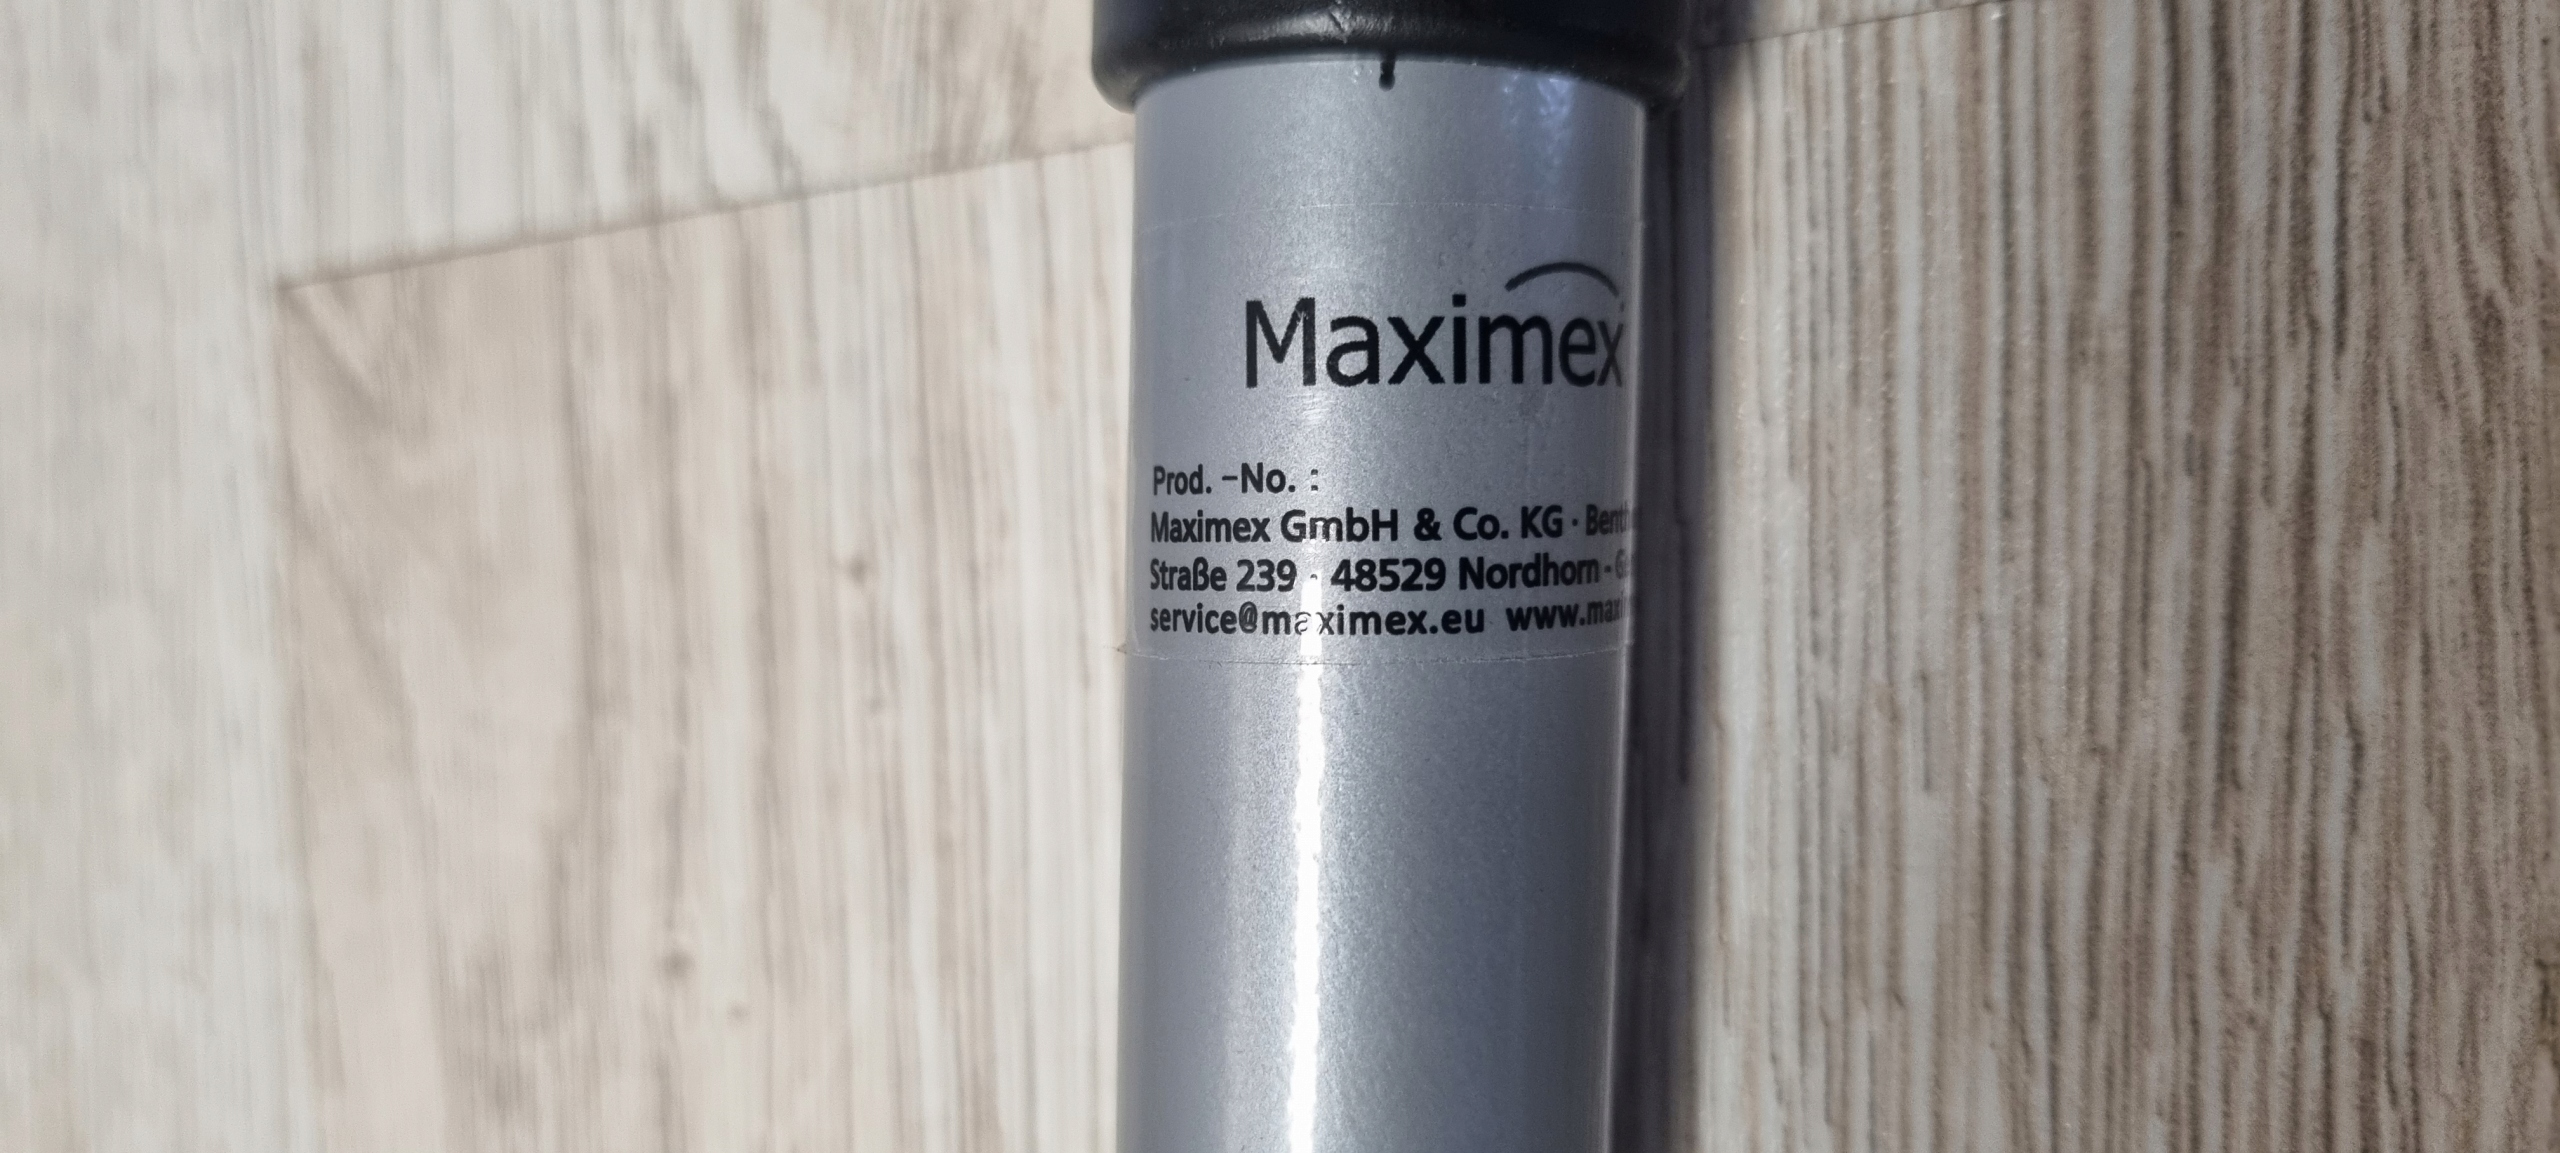 Maximex
Prod. -No. :
Maximex GmbH & Co. KG ·
Straße 239 · 48529 Nordhorn ·
service@maximex.eu